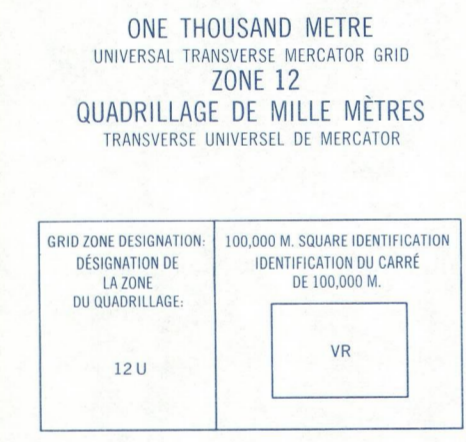 ONE THOUSAND METRE
UNIVERSAL TRANSVERSE MERCATOR GRID
ZONE 12
QUADRILLAGE DE MILLE MÈTRES
TRANSVERSE UNIVERSEL DE MERCATOR
GRID ZONE DESIGNATION:
DÉSIGNATION DE
LA ZONE
DU QUADRILLAGE:
12 U
100,000 M. SQUARE IDENTIFICATION
IDENTIFICATION DU CARRÉ
DE 100,000 M.
VR